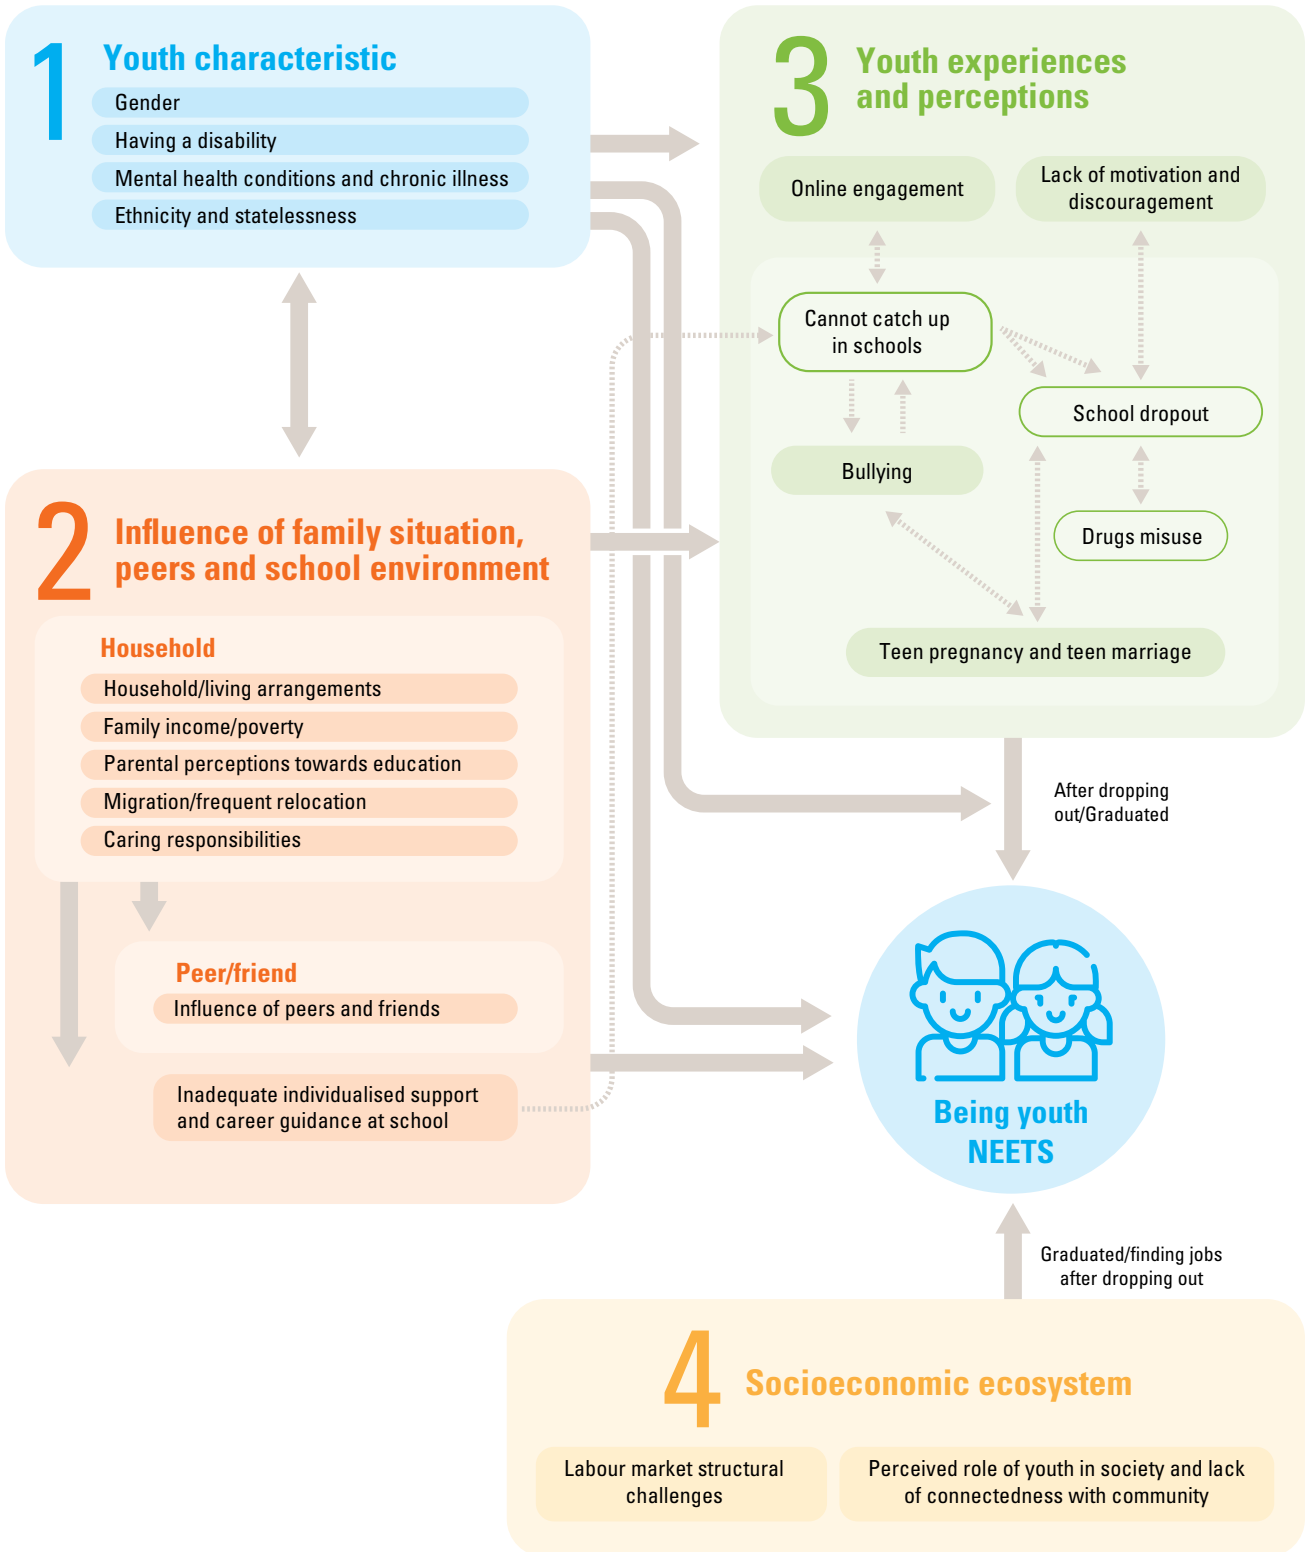 1
Youth characteristic
Gender
Having a disability
Mental health conditions and chronic illness
Ethnicity and statelessness
2
Influence of family situation,
peers and school environment
Household
Household/living arrangements
Family income/poverty
Parental perceptions towards education
Migration/frequent relocation
Caring responsibilities
Peer/friend
Influence of peers and friends
Inadequate individualised support
and career guidance at school
3
Youth experiences
and perceptions
Online engagement
Lack of motivation and
discouragement
Cannot catch up
in schools
School dropout
Bullying
Drugs misuse
Teen pregnancy and teen marriage
After dropping
out/Graduated
Being youth
NEETS
Graduated/finding jobs
after dropping out
4
Socioeconomic ecosystem
Labour market structural
challenges
Perceived role of youth in society and lack
of connectedness with community